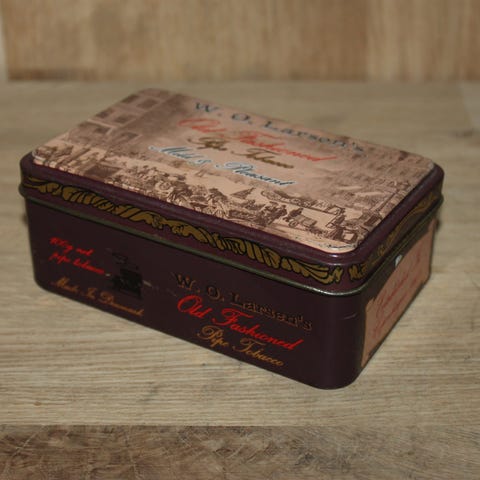 W. O. Larsen's
Old Fashioned
Pipe Tobacco
Mild & Pleasant
100g net
pipe tobacco
Made In Denmark
W. O. Larsen's
Old Fashioned
Pipe Tobacco